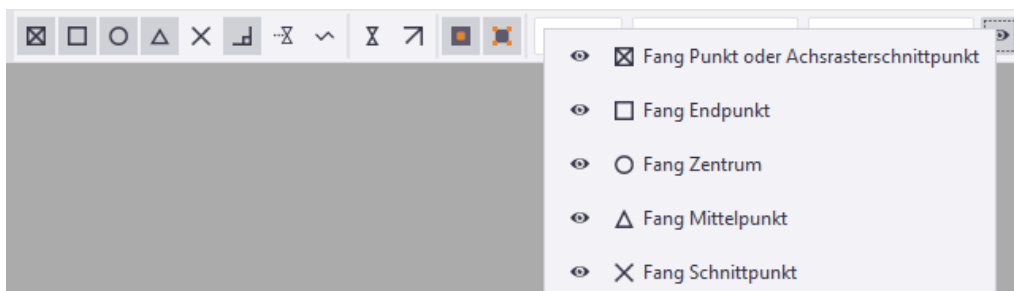 Fang Punkt oder Achsrasterschnittpunkt
Fang Endpunkt
Fang Zentrum
Fang Mittelpunkt
Fang Schnittpunkt